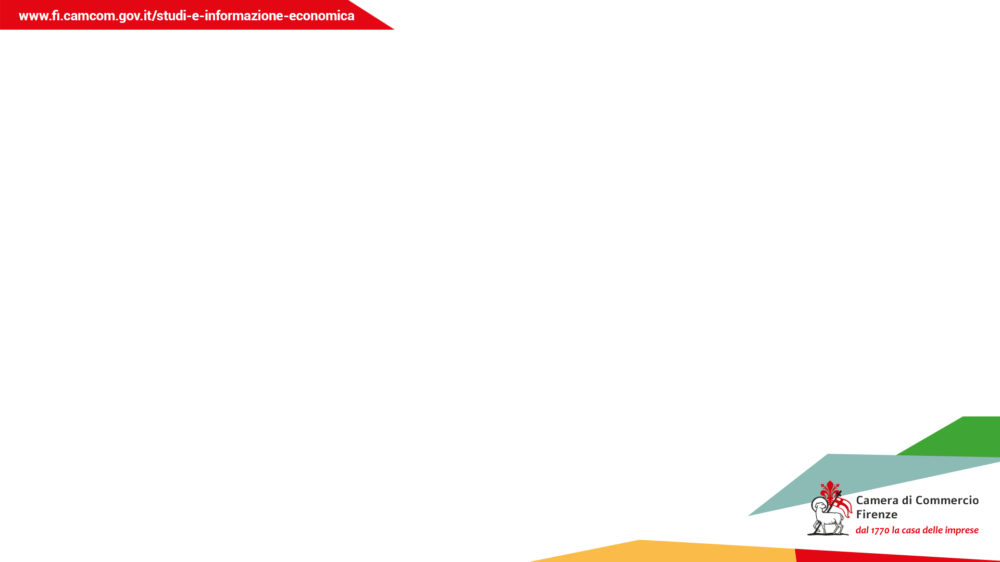 www.fi.camcom.gov.it/studi-e-informazione-economica
Camera di Commercio
Firenze
dal 1770 la casa delle imprese